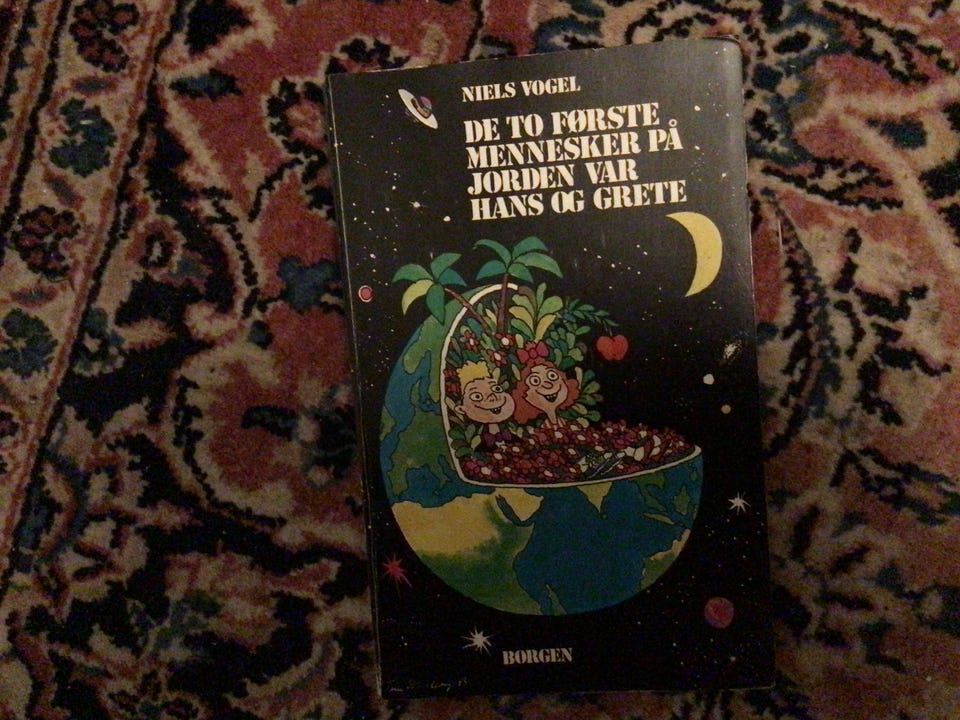 NIELS VOGEL
DE TO FØRSTE
MENNESKER PÅ
JORDEN VAR
HANS OG GRETE
BORGEN